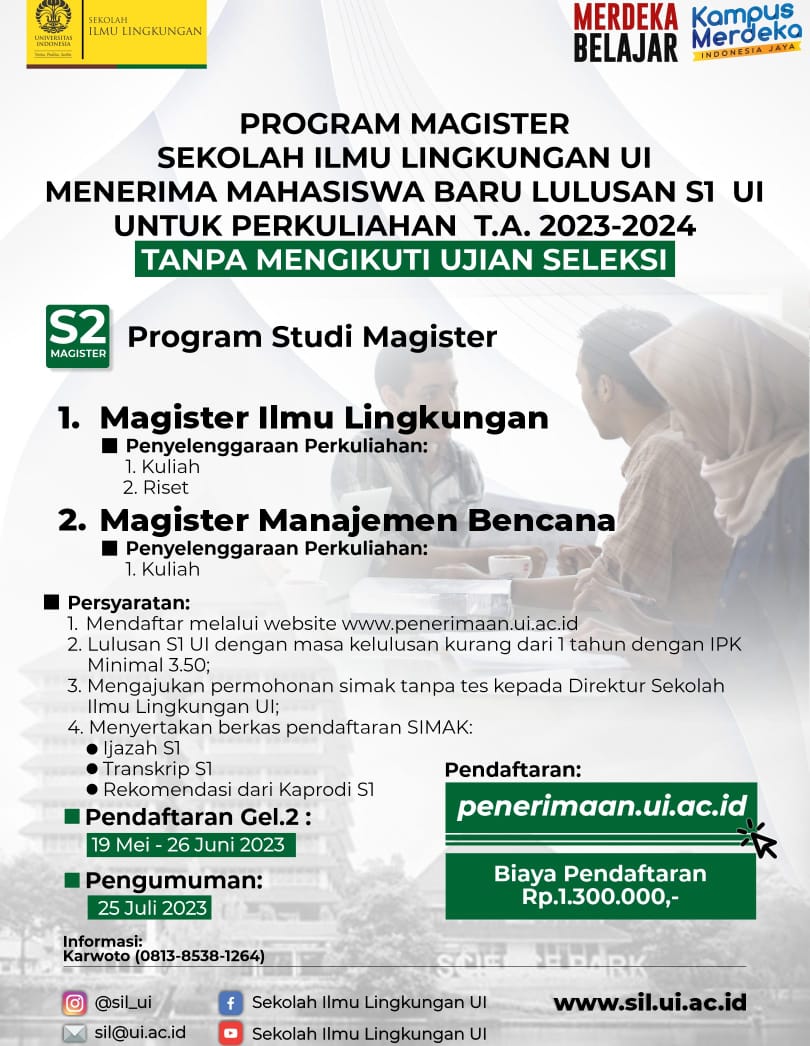 UNIVERSITAS
INDONESIA
SEKOLAH
ILMU LINGKUNGAN
MERDEKA
BELAJAR
Kampus
Merdeka
INDONESIA JAYA
PROGRAM MAGISTER
SEKOLAH ILMU LINGKUNGAN UI
MENERIMA MAHASISWA BARU LULUSAN S1 UI
UNTUK PERKULIAHAN T.A. 2023-2024
TANPA MENGIKUTI UJIAN SELEKSI
S2
MAGISTER
Program Studi Magister
1. Magister Ilmu Lingkungan
Penyelenggaraan Perkuliahan:
1. Kuliah
2. Riset
2. Magister Manajemen Bencana
Penyelenggaraan Perkuliahan:
1. Kuliah
Persyaratan:
1. Mendaftar melalui website www.penerimaan.ui.ac.id
2. Lulusan S1 UI dengan masa kelulusan kurang dari 1 tahun dengan IPK
Minimal 3.50;
3. Mengajukan permohonan simak tanpa tes kepada Direktur Sekolah
Ilmu Lingkungan UI;
4. Menyertakan berkas pendaftaran SIMAK:
● Ijazah S1
● Transkrip S1
● Rekomendasi dari Kaprodi S1
Pendaftaran Gel.2 :
19 Mei - 26 Juni 2023
Pengumuman:
25 Juli 2023
Pendaftaran:
penerimaan.ui.ac.id
Biaya Pendaftaran
Rp.1.300.000,-
Informasi:
Karwoto (0813-8538-1264)
SCIENCE PARK
@sil_ui
Sekolah Ilmu Lingkungan UI
www.sil.ui.ac.id
sil@ui.ac.id
Sekolah Ilmu Lingkungan UI